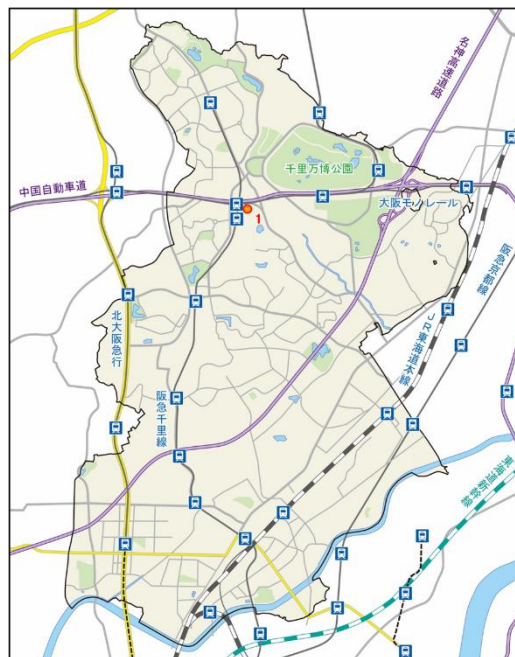 名神高速道路
千里万博公園
中国自動車道
大阪モノレール
1
阪急京都線
JR東海道本線
北大阪急行
阪急千里線
東海道新幹線